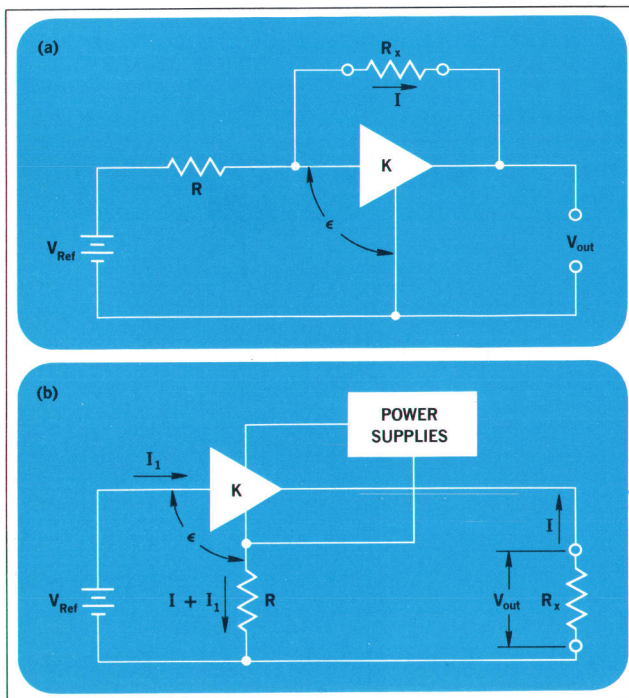 (a)
Rx
I
K
R
ϵ
VRef
Vout
(b)
POWER
SUPPLIES
I1
K
I
ϵ
VRef
I + I1
R
Vout
Rx